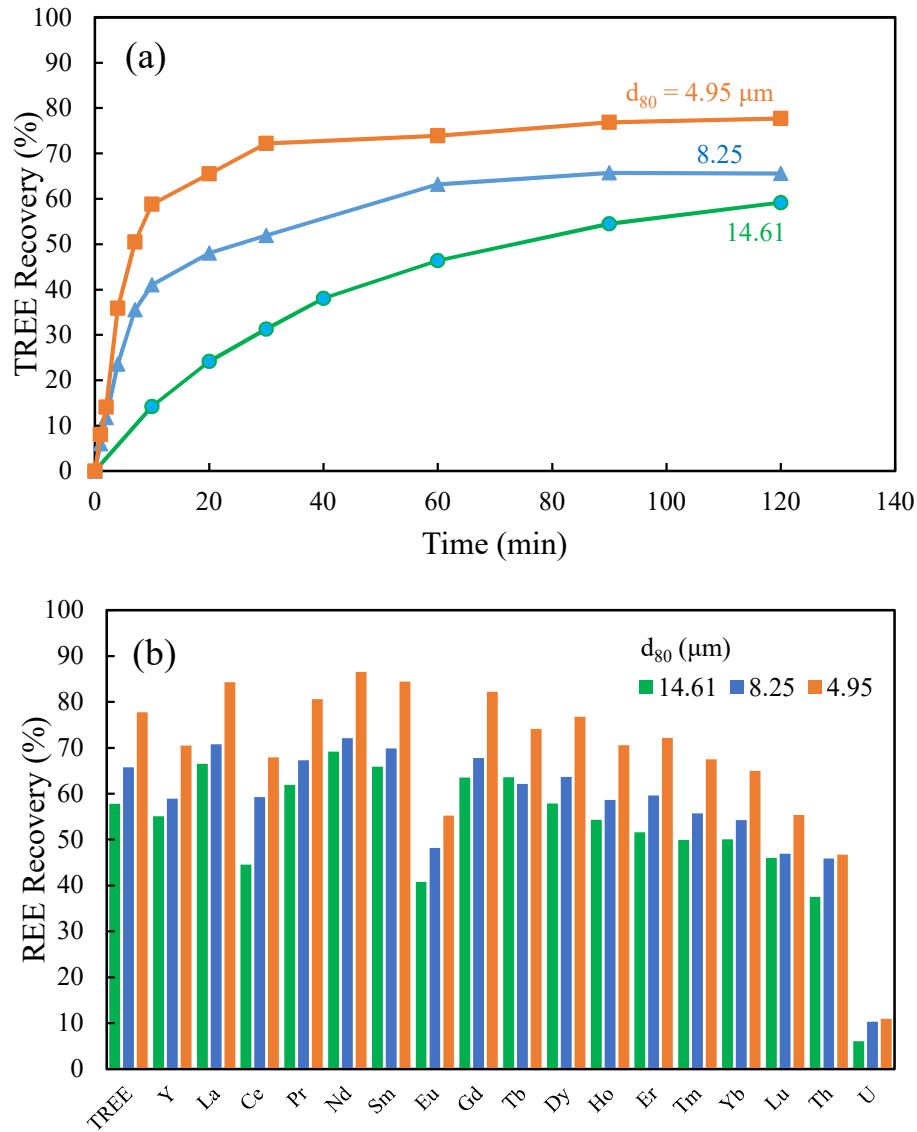 (a)
TREE Recovery (%)
100
90
80
70
60
50
40
30
20
10
0
d₈₀ = 4.95 μm
8.25
14.61
0 20 40 60 80 100 120 140
Time (min)
(b)
REE Recovery (%)
100
90
80
70
60
50
40
30
20
10
0
d₈₀ (μm)
14.61 8.25 4.95
TREE Y La Ce Pr Nd Sm Eu Gd Tb Dy Ho Er Tm Yb Lu Th U